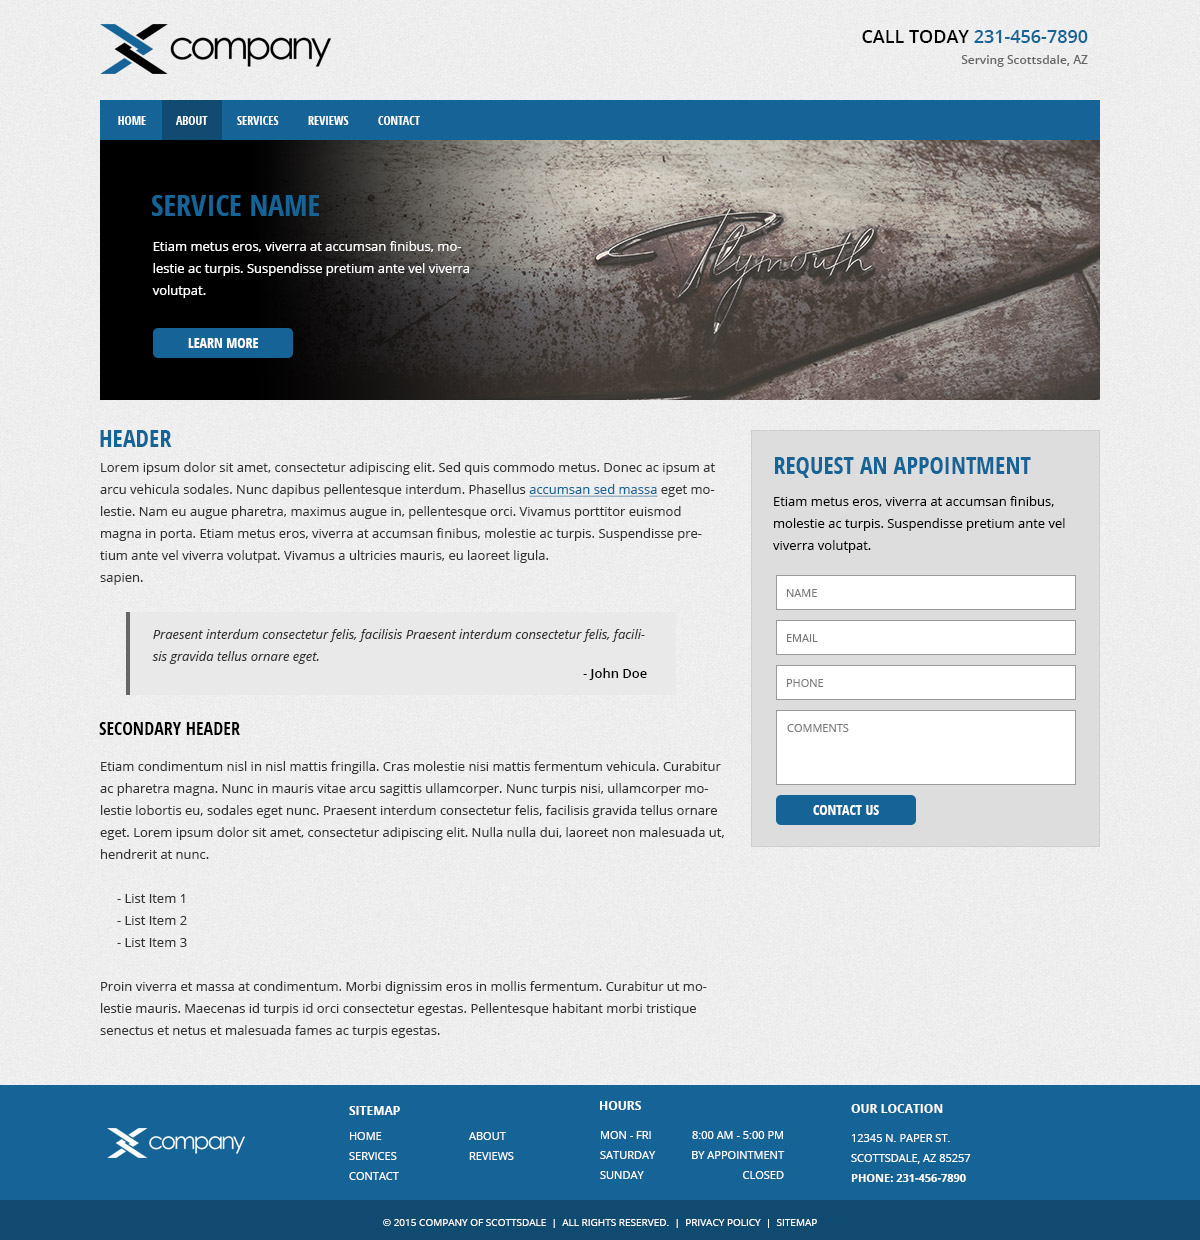 company
CALL TODAY 231-456-7890
Serving Scottsdale, AZ
HOME ABOUT SERVICES REVIEWS CONTACT
SERVICE NAME
Etiam metus eros, viverra at accumsan finibus, mo-
lestie ac turpis. Suspendisse pretium ante vel viverra
volutpat.
LEARN MORE
Plymouth
HEADER
Lorem ipsum dolor sit amet, consectetur adipiscing elit. Sed quis commodo metus. Donec ac ipsum at
arcu vehicula sodales. Nunc dapibus pellentesque interdum. Phasellus accumsan sed massa eget mo-
lestie. Nam eu augue pharetra, maximus augue in, pellentesque orci. Vivamus porttitor euismod
magna in porta. Etiam metus eros, viverra at accumsan finibus, molestie ac turpis. Suspendisse pre-
tium ante vel viverra volutpat. Vivamus a ultricies mauris, eu laoreet ligula.
sapien.
Praesent interdum consectetur felis, facilisis Praesent interdum consectetur felis, facili-
sis gravida tellus ornare eget.
- John Doe
SECONDARY HEADER
Etiam condimentum nisl in nisl mattis fringilla. Cras molestie nisi mattis fermentum vehicula. Curabitur
ac pharetra magna. Nunc in mauris vitae arcu sagittis ullamcorper. Nunc turpis nisi, ullamcorper mo-
lestie lobortis eu, sodales eget nunc. Praesent interdum consectetur felis, facilisis gravida tellus ornare
eget. Lorem ipsum dolor sit amet, consectetur adipiscing elit. Nulla nulla dui, laoreet non malesuada ut,
hendrerit at nunc.
- List Item 1
- List Item 2
- List Item 3
Proin viverra et massa at condimentum. Morbi dignissim eros in mollis fermentum. Curabitur ut mo-
lestie mauris. Maecenas id turpis id orci consectetur egestas. Pellentesque habitant morbi tristique
senectus et netus et malesuada fames ac turpis egestas.
REQUEST AN APPOINTMENT
Etiam metus eros, viverra at accumsan finibus,
molestie ac turpis. Suspendisse pretium ante vel
viverra volutpat.
NAME
EMAIL
PHONE
COMMENTS
CONTACT US
company
SITEMAP
HOME ABOUT
SERVICES REVIEWS
CONTACT
HOURS
MON - FRI 8:00 AM - 5:00 PM
SATURDAY BY APPOINTMENT
SUNDAY CLOSED
OUR LOCATION
12345 N. PAPER ST.
SCOTTSDALE, AZ 85257
PHONE: 231-456-7890
© 2015 COMPANY OF SCOTTSDALE | ALL RIGHTS RESERVED. | PRIVACY POLICY | SITEMAP